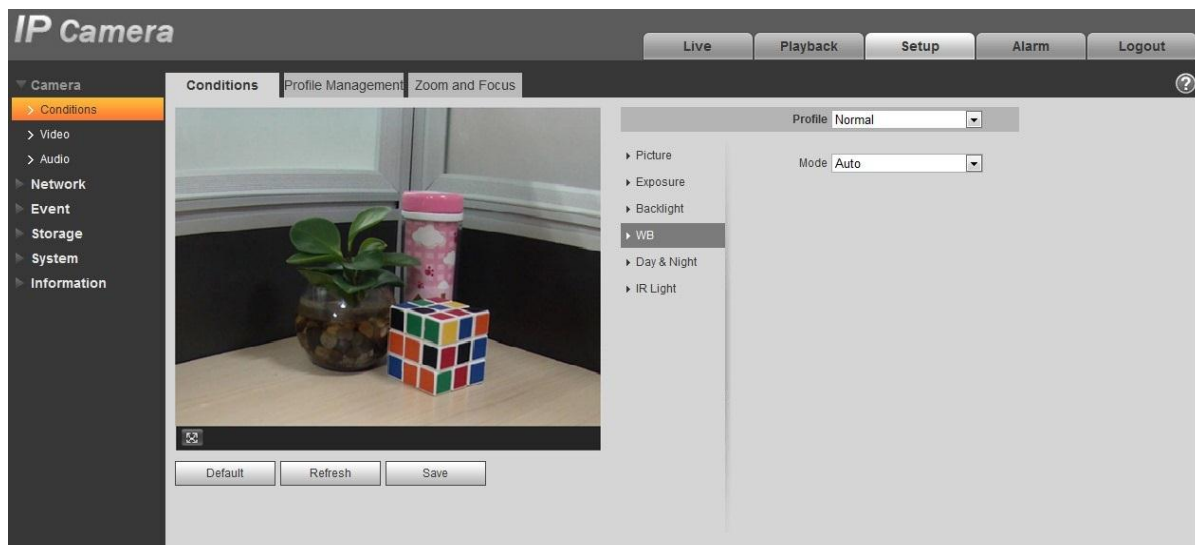 IP Camera
Live Playback Setup Alarm Logout
Camera
Conditions
Video
Audio
Network
Event
Storage
System
Information
Conditions Profile Management Zoom and Focus
?
Profile Normal
Picture
Exposure
Backlight
WB
Day & Night
IR Light
Mode Auto
Default Refresh Save